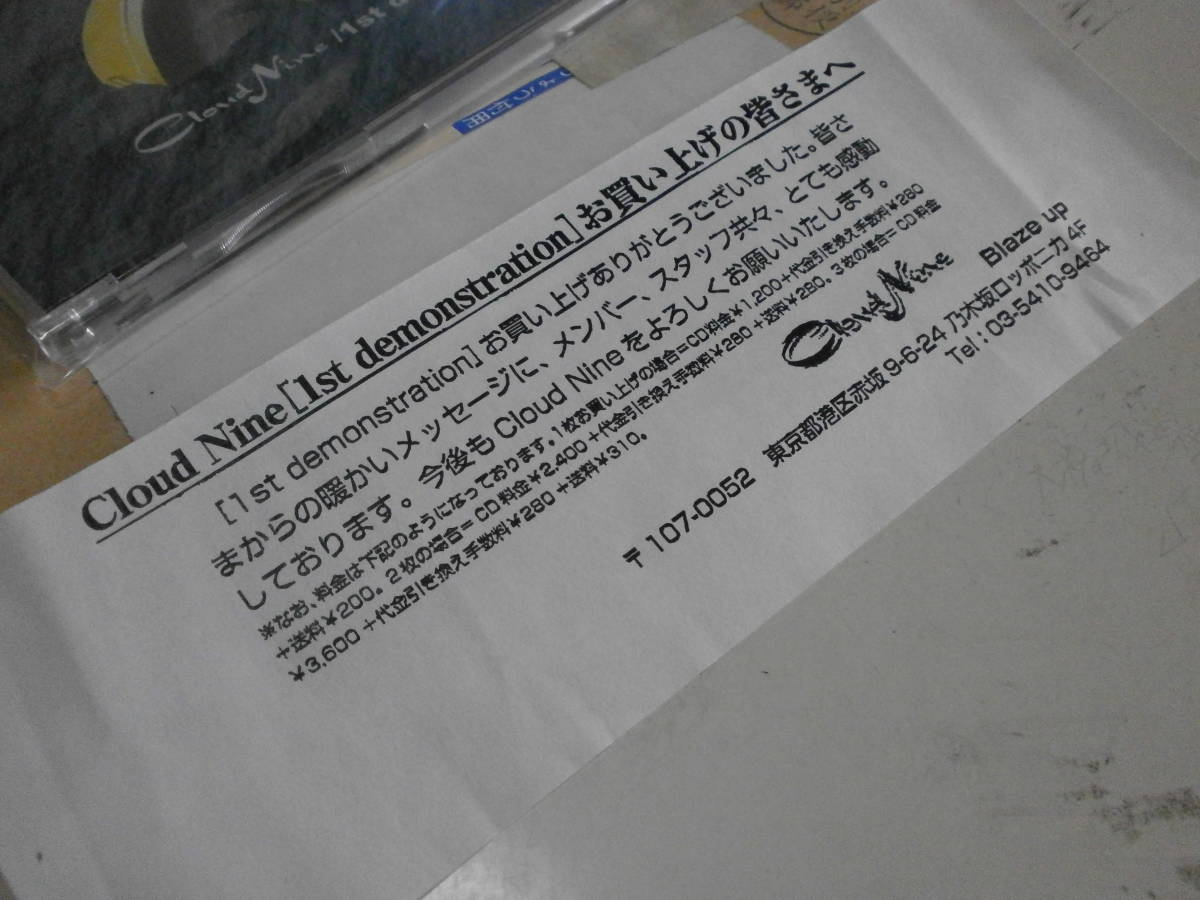 Cloud Nine | 1st d
Cloud Nine[1st demonstration]お買い上げの皆さまへ
[1st demonstration]お買い上げありがとうございました。皆さ
まからの暖かいメッセージに、メンバー、スタッフ共々、とても感動
しております。今後も Cloud Nine をよろしくお願いいたします。
※なお、料金は下記のようになっております。1枚お買い上げの場合=CD料金¥1,200+代金引き換え手数料¥280
+送料¥200。2枚の場合=CD料金¥2,400+代金引き換え手数料¥280+送料¥280。3枚の場合=CD料金
¥3,600+代金引き換え手数料¥280+送料¥310。
Cloud Nine
Blaze up
〒107-0052 東京都港区赤坂 9-6-24 乃木坂ロッポーカ 4F
Tel:03-5410-9464